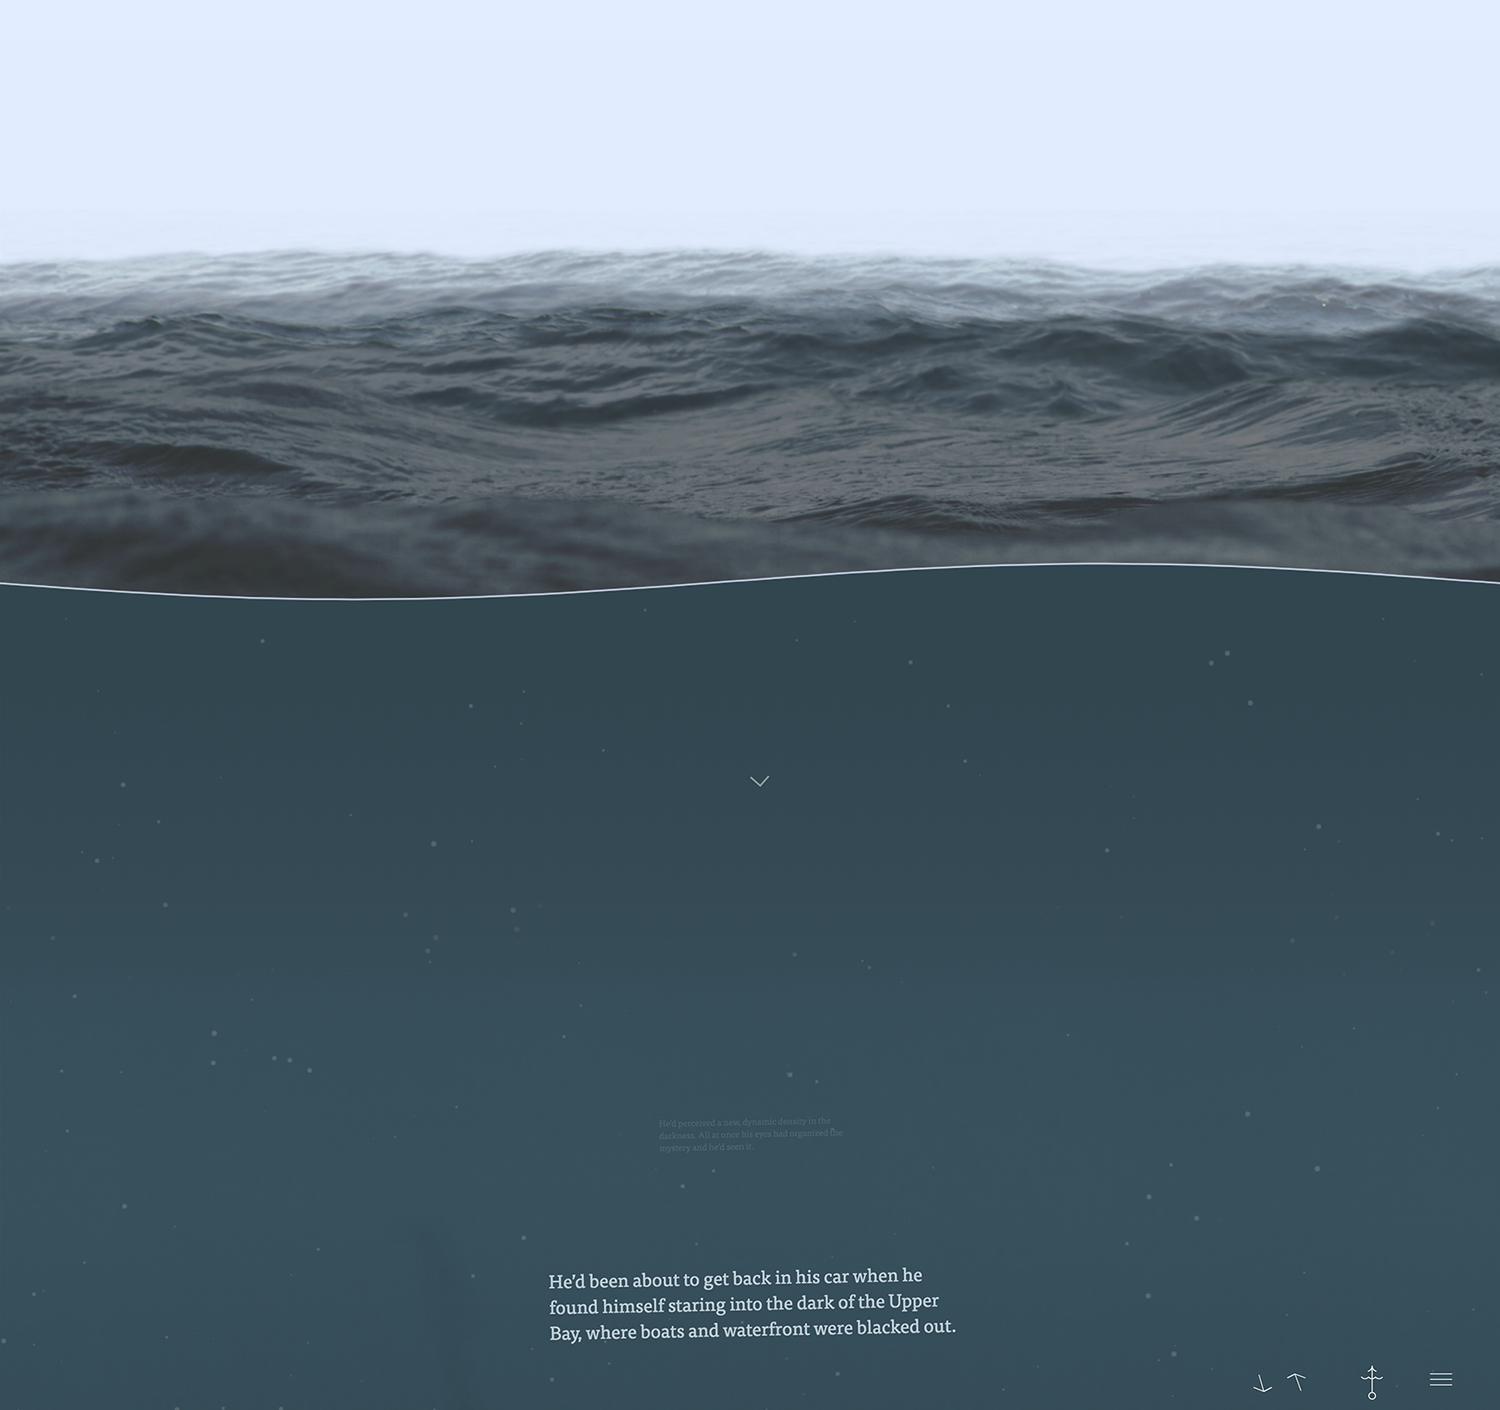 He'd perceived a new, dynamic density in the
darkness. All at once his eyes had organized the
mystery and he'd seen it.
He’d been about to get back in his car when he
found himself staring into the dark of the Upper
Bay, where boats and waterfront were blacked out.